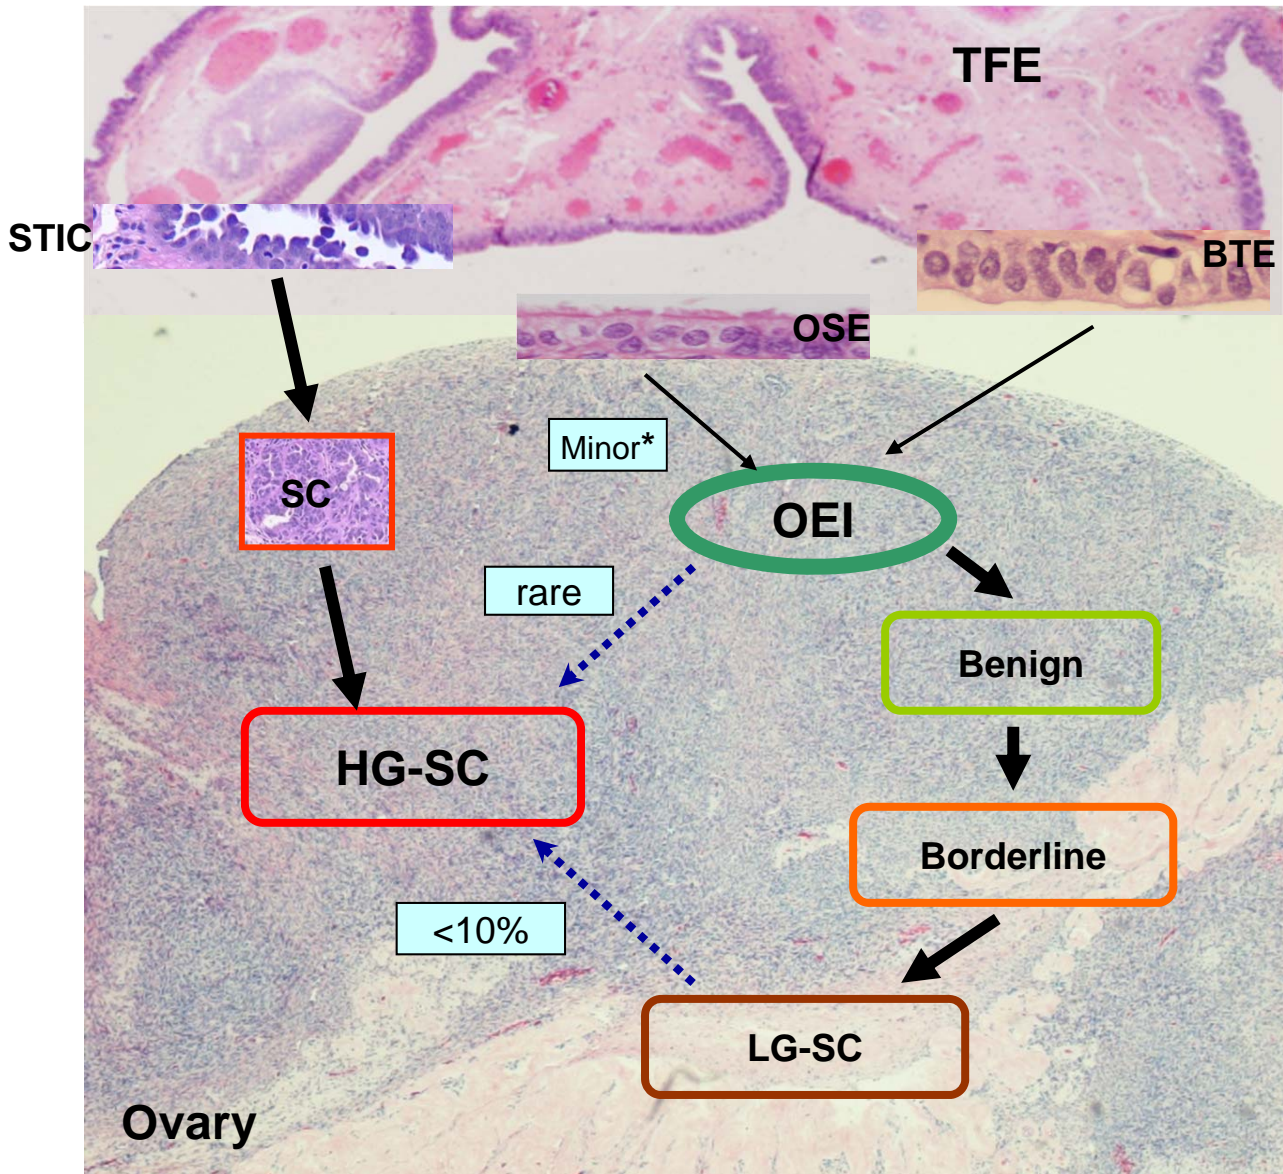 TFE
STIC
BTE
OSE
Minor*
SC
OEI
rare
Benign
HG-SC
Borderline
<10%
LG-SC
Ovary